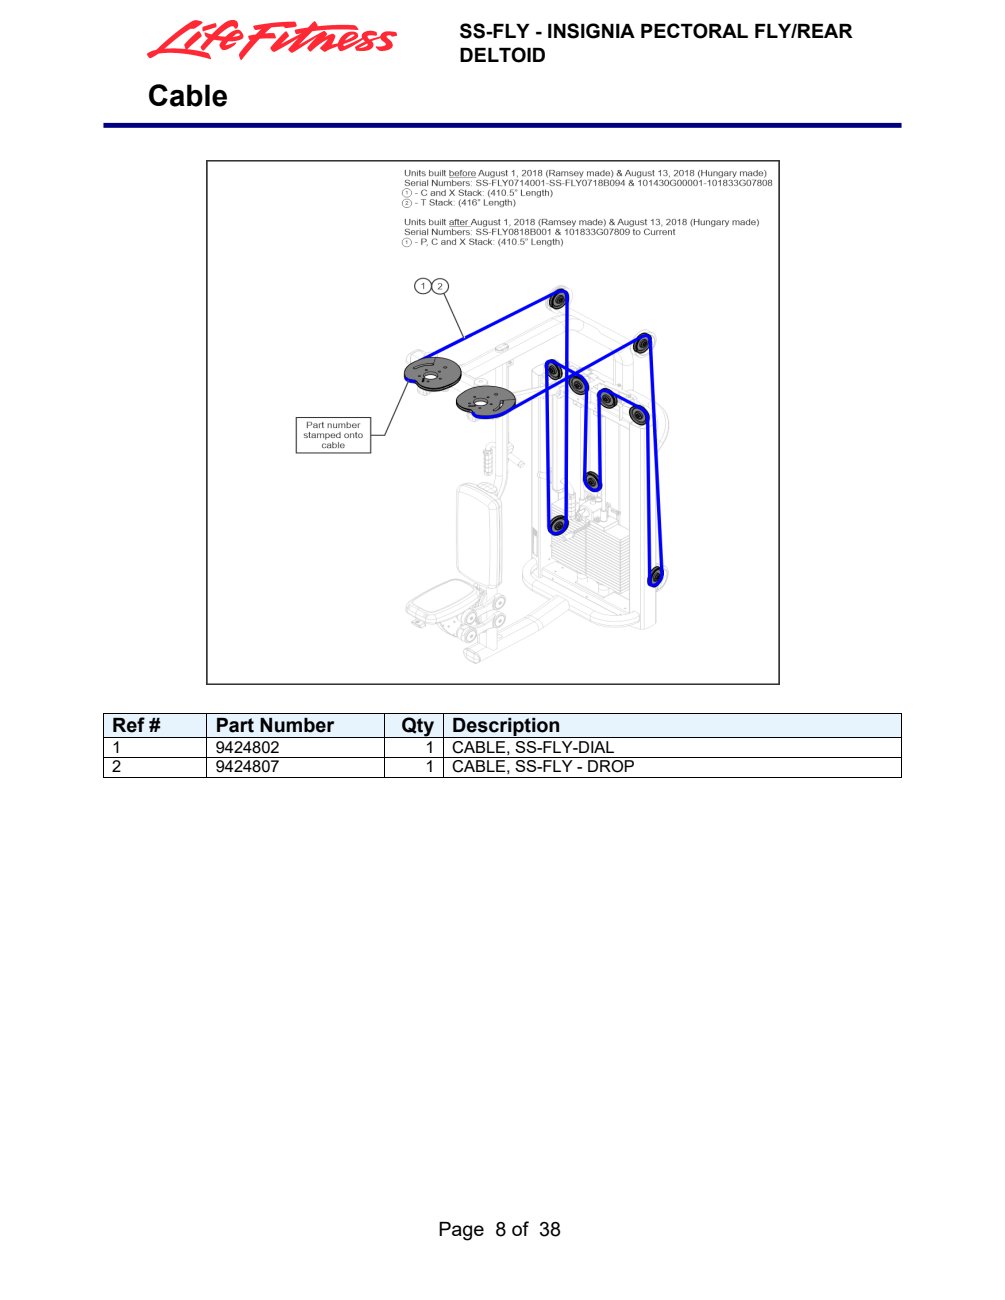 Life Fitness
SS-FLY - INSIGNIA PECTORAL FLY/REAR
DELTOID
Cable
Units built before August 1, 2018 (Ramsey made) & August 13, 2018 (Hungary made)
Serial Numbers: SS-FLY0714001-SS-FLY0718B094 & 101430G00001-101833G07808
1 - C and X Stack: (410.5" Length)
2 - T Stack: (416" Length)
Units built after August 1, 2018 (Ramsey made) & August 13, 2018 (Hungary made)
Serial Numbers: SS-FLY0818B001 & 101833G07809 to Current
1 - P, C and X Stack: (410.5" Length)
1 2
Part number
stamped onto
cable
Ref # Part Number Qty Description
1 9424802 1 CABLE, SS-FLY-DIAL
2 9424807 1 CABLE, SS-FLY - DROP
Page 8 of 38